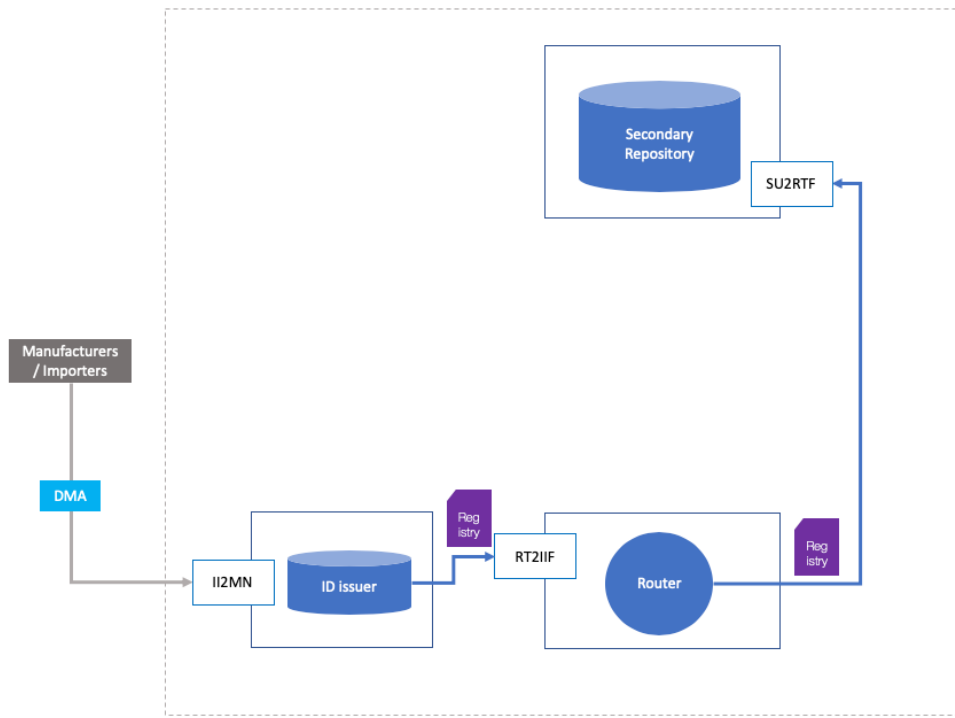 Secondary
Repository
SU2RTF
Manufacturers
/ Importers
DMA
Reg
istry
Reg
istry
II2MN
ID issuer
RT2IIF
Router